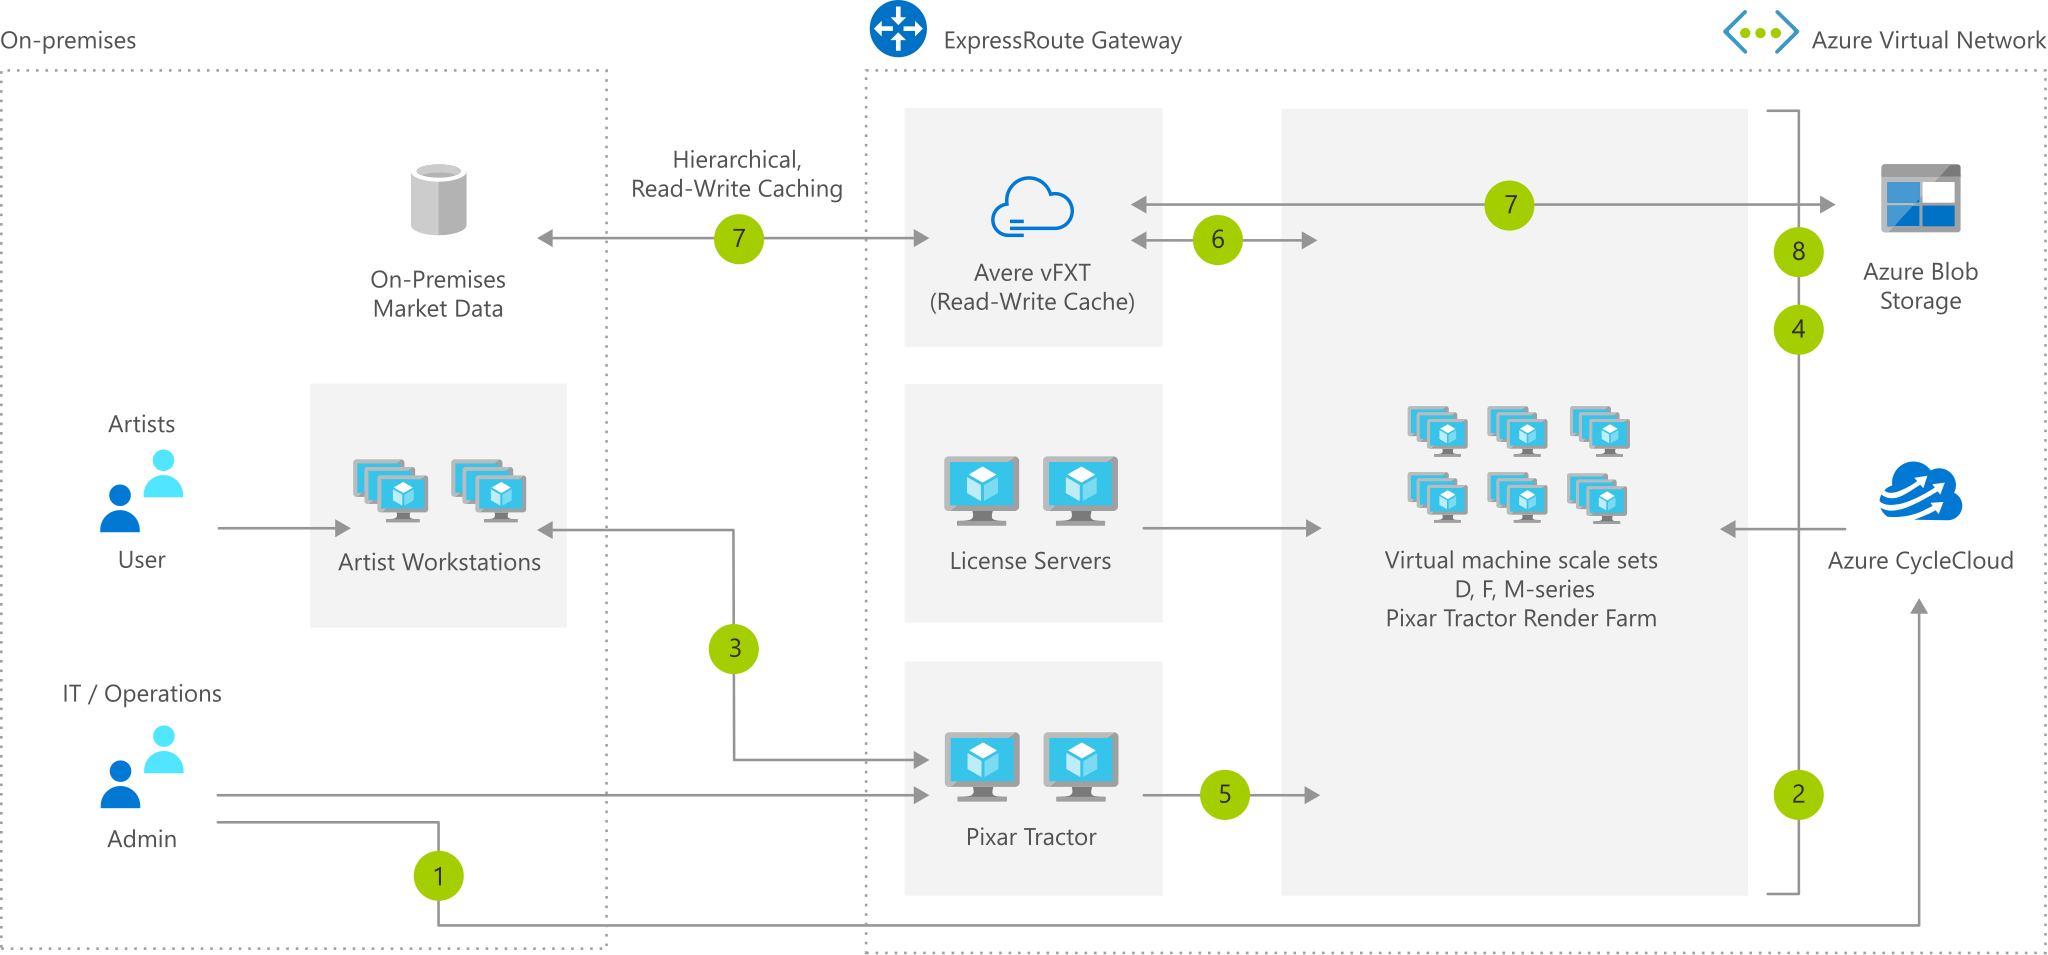 On-premises
ExpressRoute Gateway
Azure Virtual Network
Hierarchical,
Read-Write Caching
7
On-Premises
Market Data
Avere vFXT
(Read-Write Cache)
6
7
8
4
Azure Blob
Storage
Artists
User
Artist Workstations
License Servers
Virtual machine scale sets
D, F, M-series
Pixar Tractor Render Farm
Azure CycleCloud
3
IT / Operations
Admin
1
Pixar Tractor
5
2